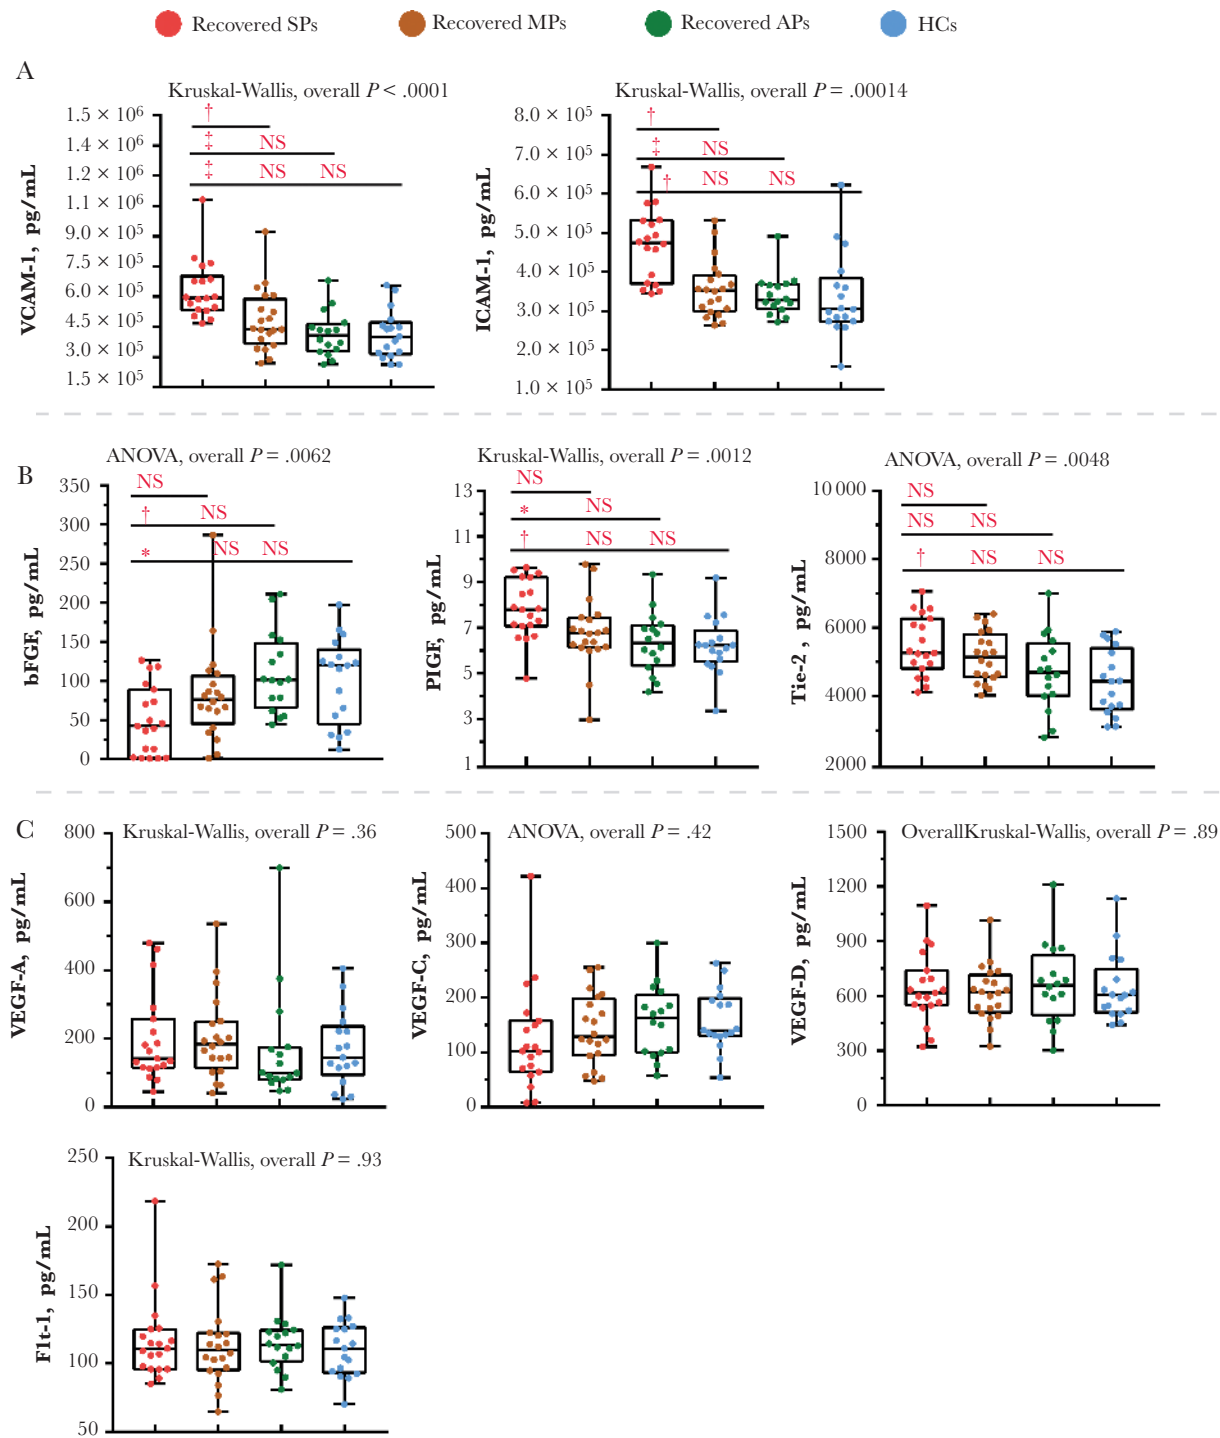 Recovered SPs Recovered MPs Recovered APs HCs
A
Kruskal-Wallis, overall P < .0001
VCAM-1, pg/mL
1.5 × 10⁶
1.4 × 10⁶
1.2 × 10⁶
1.1 × 10⁶
9.0 × 10⁵
7.5 × 10⁵
6.0 × 10⁵
4.5 × 10⁵
3.0 × 10⁵
1.5 × 10⁵
†
‡ NS
‡ NS NS
Kruskal-Wallis, overall P = .00014
ICAM-1, pg/mL
8.0 × 10⁵
7.0 × 10⁵
6.0 × 10⁵
5.0 × 10⁵
4.0 × 10⁵
3.0 × 10⁵
2.0 × 10⁵
1.0 × 10⁵
†
‡ NS
† NS NS
B
ANOVA, overall P = .0062
bFGF, pg/mL
350
300
250
200
150
100
50
0
NS
† NS
* NS NS
Kruskal-Wallis, overall P = .0012
PIGF, pg/mL
13
11
9
7
5
3
1
NS
* NS
† NS NS
ANOVA, overall P = .0048
Tie-2 , pg/mL
10 000
8000
6000
4000
2000
NS
NS NS
† NS NS
C
Kruskal-Wallis, overall P = .36
VEGF-A, pg/mL
800
600
400
200
0
ANOVA, overall P = .42
VEGF-C, pg/mL
500
400
300
200
100
0
OverallKruskal-Wallis, overall P = .89
VEGF-D, pg/mL
1500
1200
900
600
300
0
Kruskal-Wallis, overall P = .93
F1t-1, pg/mL
250
200
150
100
50